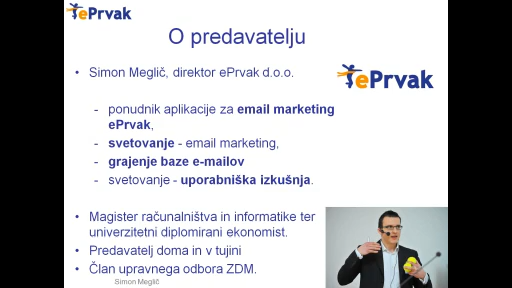 ePrvak
O predavatelju
• Simon Meglič, direktor ePrvak d.o.o.
ePrvak
- ponudnik aplikacije za email marketing
ePrvak,
- svetovanje - email marketing,
- grajenje baze e-mailov
- svetovanje - uporabniška izkušnja.
• Magister računalništva in informatike ter
univerzitetni diplomirani ekonomist.
• Predavatelj doma in v tujini
• Član upravnega odbora ZDM.
Simon Meglič